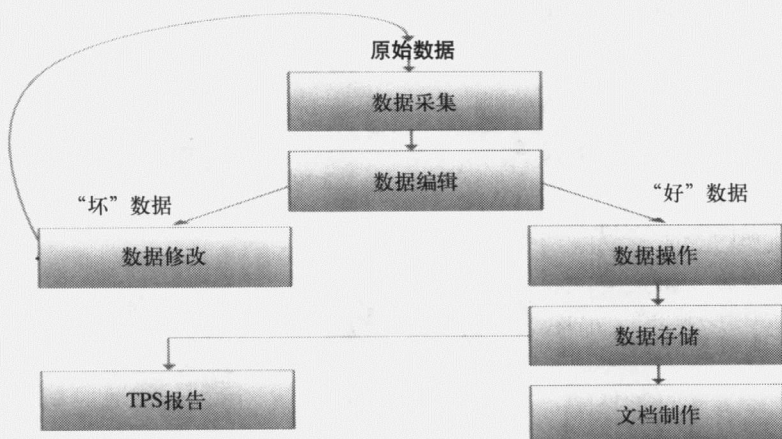 原始数据
数据采集
数据编辑
“坏”数据
“好”数据
数据修改
数据操作
数据存储
TPS报告
文档制作